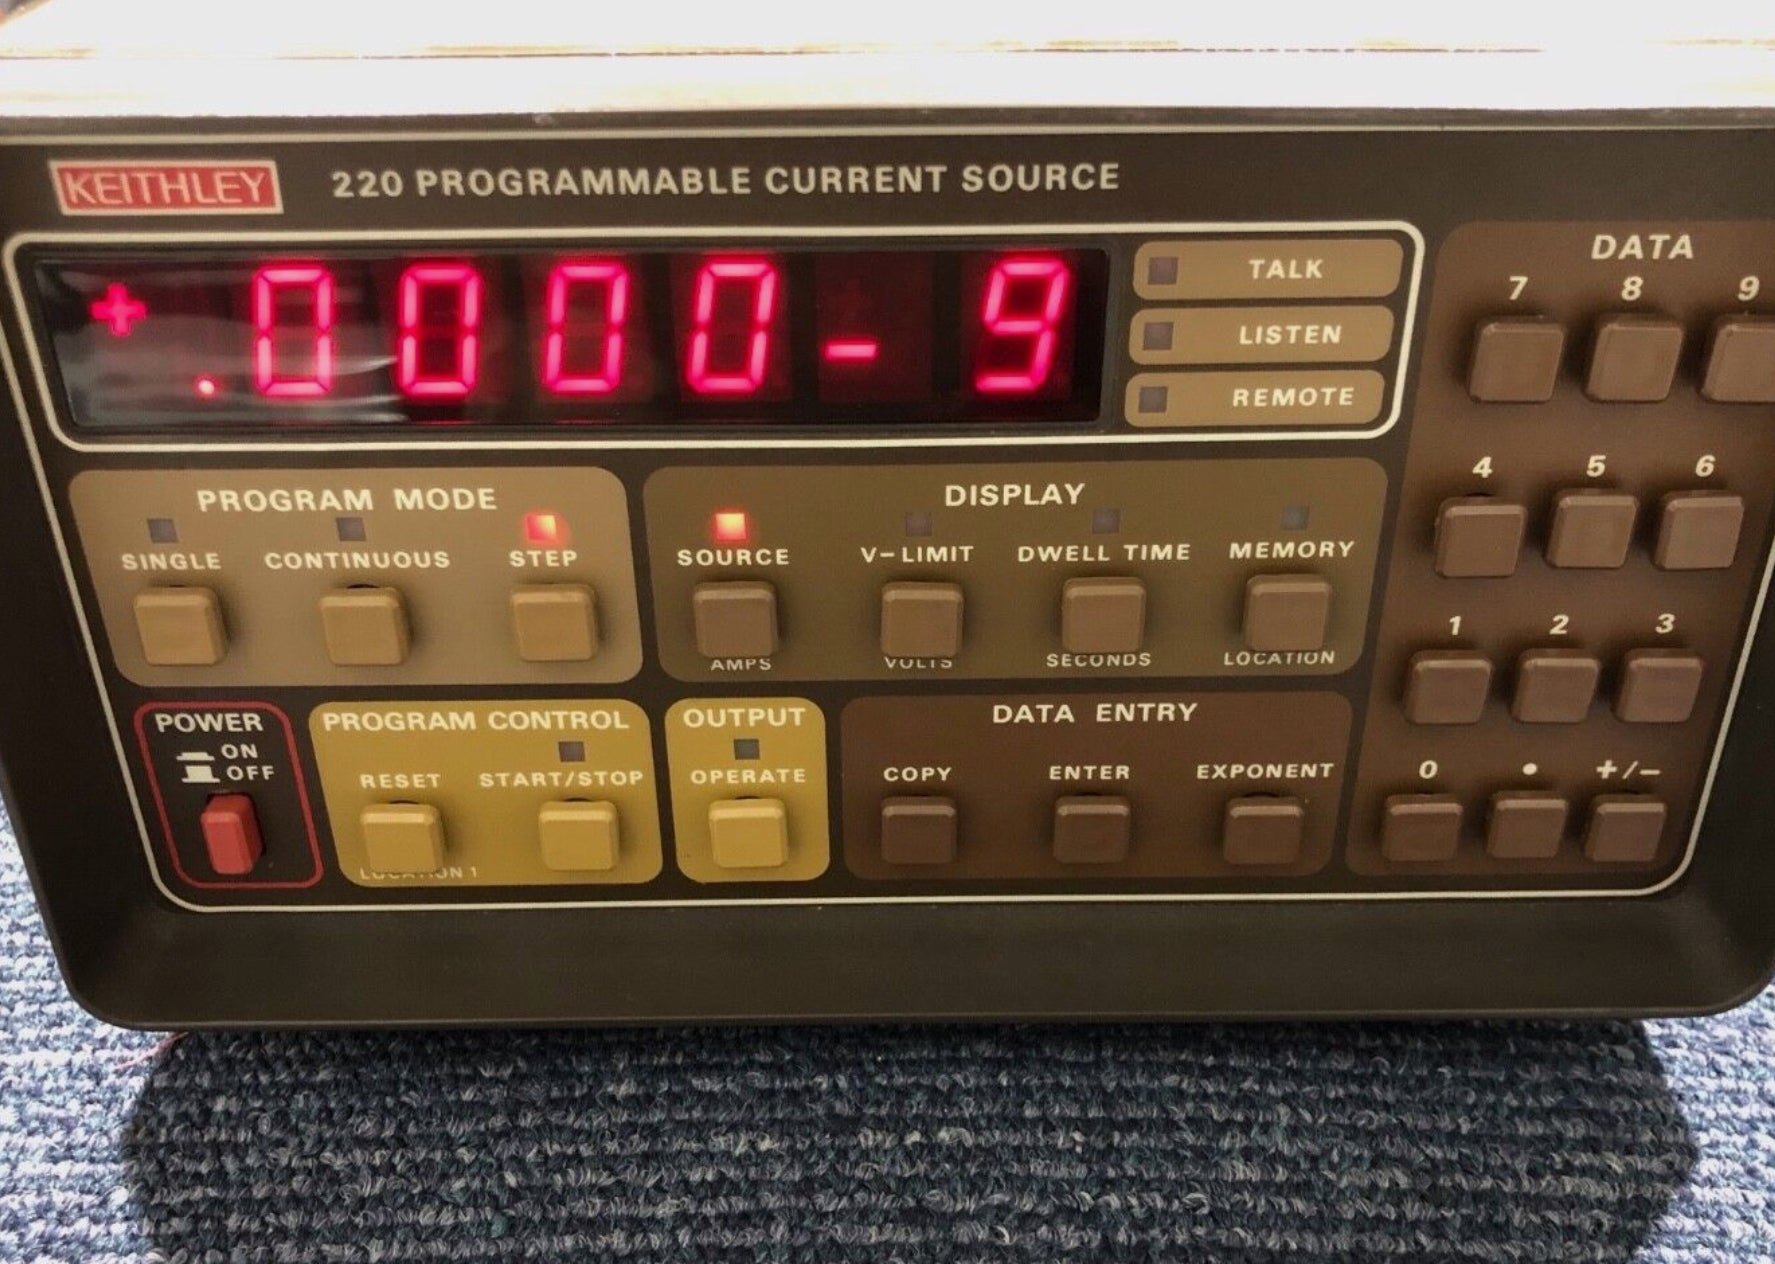 KEITHLEY 220 PROGRAMMABLE CURRENT SOURCE
+.0000-9
TALK
LISTEN
REMOTE
DATA
7 8 9
4 5 6
1 2 3
0 • +/−
PROGRAM MODE
SINGLE CONTINUOUS STEP
DISPLAY
SOURCE V-LIMIT DWELL TIME MEMORY
AMPS VOLTS SECONDS LOCATION
POWER
ON
OFF
PROGRAM CONTROL
RESET START/STOP
LOCATION 1
OUTPUT
OPERATE
DATA ENTRY
COPY ENTER EXPONENT